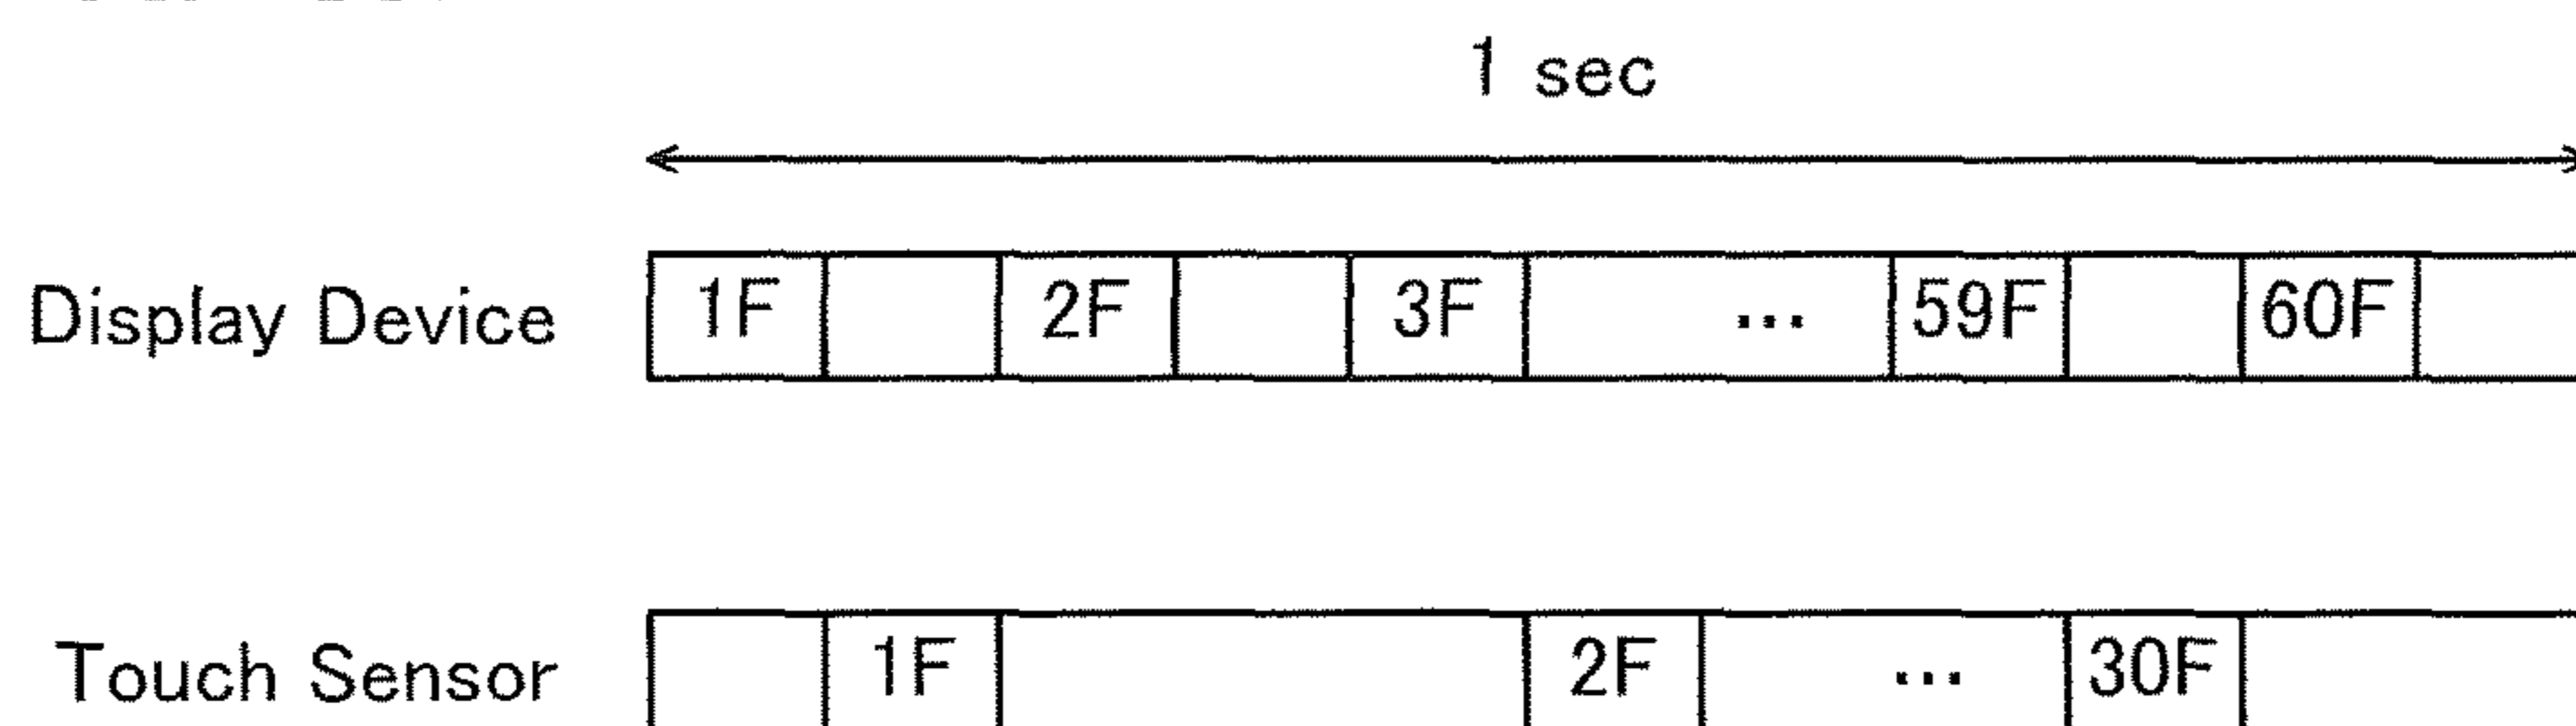 1 sec
Display Device 1F 2F 3F ... 59F 60F
Touch Sensor 1F 2F ... 30F